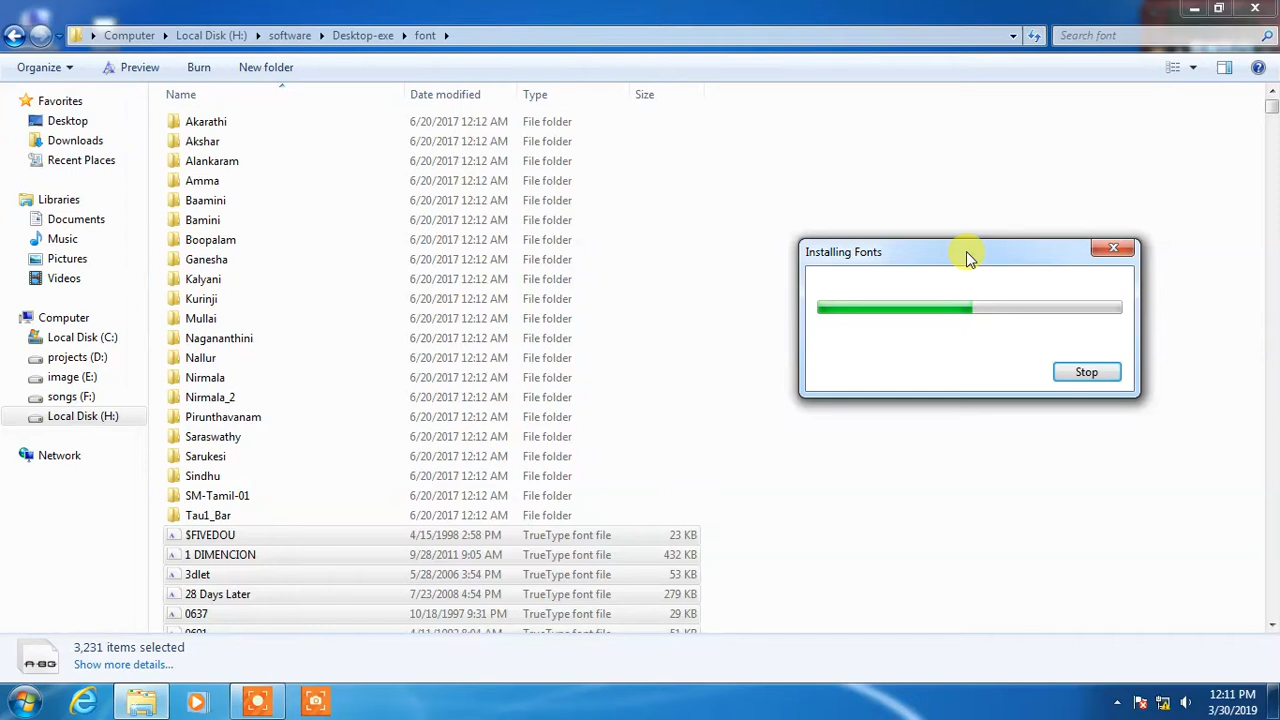 Computer Local Disk (H:) software Desktop-exe font
Search font
Organize Preview Burn New folder
Name Date modified Type Size
Favorites
Desktop
Downloads
Recent Places
Libraries
Documents
Music
Pictures
Videos
Computer
Local Disk (C:)
projects (D:)
image (E:)
songs (F:)
Local Disk (H:)
Network
Akarathi 6/20/2017 12:12 AM File folder
Akshar 6/20/2017 12:12 AM File folder
Alankaram 6/20/2017 12:12 AM File folder
Amma 6/20/2017 12:12 AM File folder
Baamini 6/20/2017 12:12 AM File folder
Bamini 6/20/2017 12:12 AM File folder
Boopalam 6/20/2017 12:12 AM File folder
Ganesha 6/20/2017 12:12 AM File folder
Kalyani 6/20/2017 12:12 AM File folder
Kurinji 6/20/2017 12:12 AM File folder
Mullai 6/20/2017 12:12 AM File folder
Nagananthini 6/20/2017 12:12 AM File folder
Nallur 6/20/2017 12:12 AM File folder
Nirmala 6/20/2017 12:12 AM File folder
Nirmala_2 6/20/2017 12:12 AM File folder
Pirunthavanam 6/20/2017 12:12 AM File folder
Saraswathy 6/20/2017 12:12 AM File folder
Sarukesi 6/20/2017 12:12 AM File folder
Sindhu 6/20/2017 12:12 AM File folder
SM-Tamil-01 6/20/2017 12:12 AM File folder
Tau1_Bar 6/20/2017 12:12 AM File folder
$FIVEDOU 4/15/1998 2:58 PM TrueType font file 23 KB
1 DIMENCION 9/28/2011 9:05 AM TrueType font file 432 KB
3dlet 5/28/2006 3:54 PM TrueType font file 53 KB
28 Days Later 7/23/2008 4:54 PM TrueType font file 279 KB
0637 10/18/1997 9:31 PM TrueType font file 29 KB
TrueType font file 51 KB
Installing Fonts
Stop
3,231 items selected
Show more details...
12:11 PM
3/30/2019